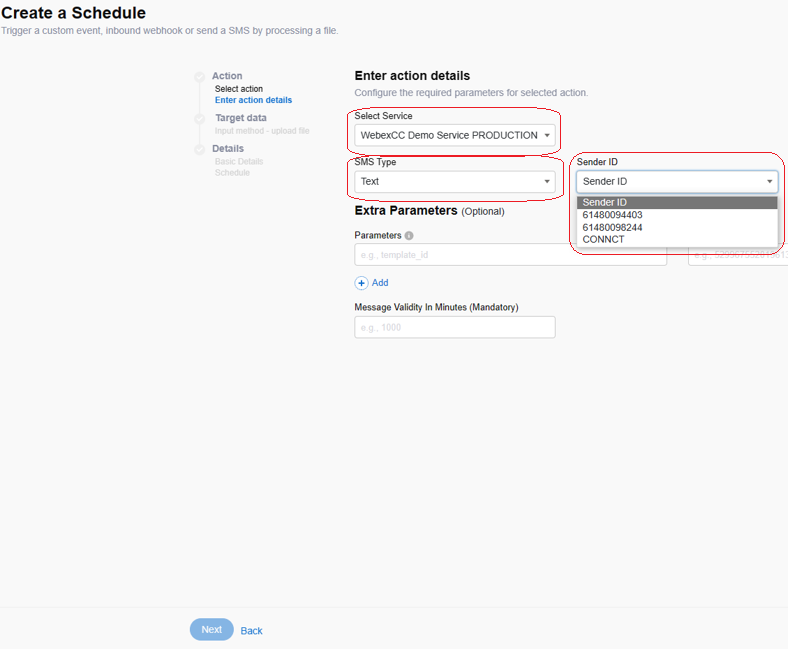 Create a Schedule
Trigger a custom event, inbound webhook or send a SMS by processing a file.
Action
Select action
Enter action details
Target data
Input method - upload file
Details
Basic Details
Schedule
Enter action details
Configure the required parameters for selected action.
Select Service
WebexCC Demo Service PRODUCTION
SMS Type
Text
Sender ID
Sender ID
Sender ID
61480094403
61480098244
CONNCT
Extra Parameters (Optional)
Parameters
e.g., template_id
e.g.,
+ Add
Message Validity In Minutes (Mandatory)
e.g., 1000
Next
Back